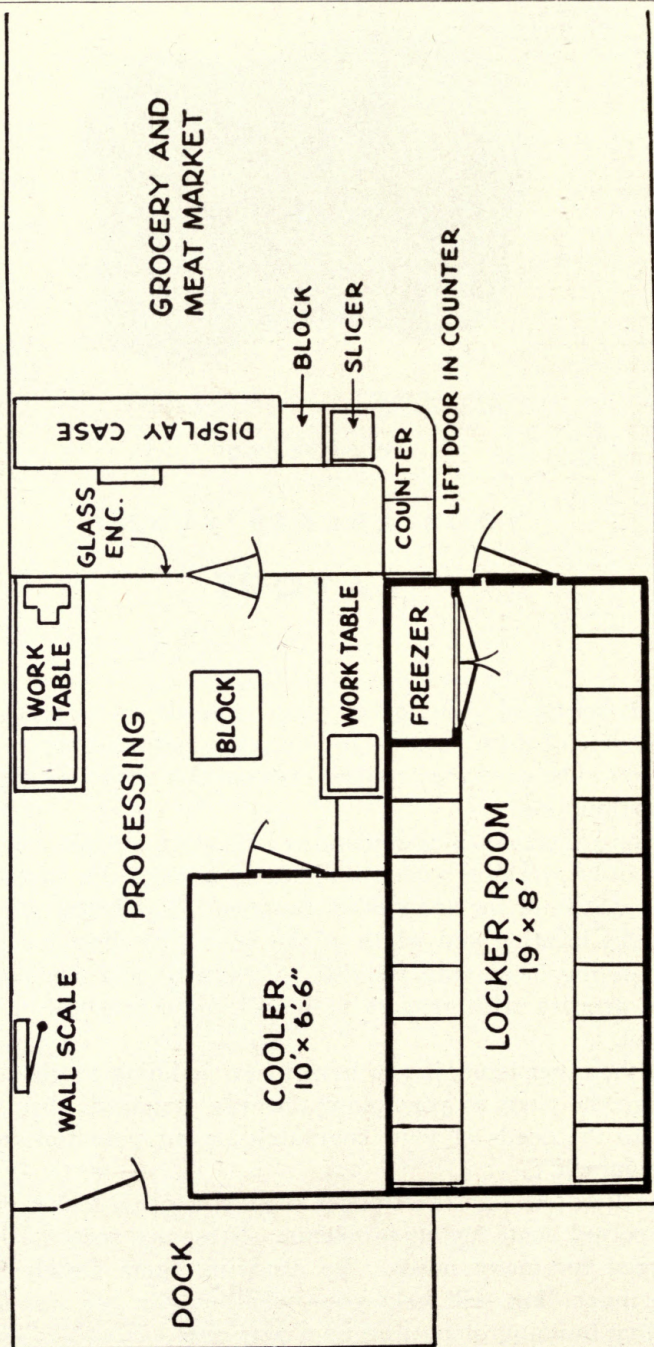 GROCERY AND
MEAT MARKET
DISPLAY CASE
BLOCK
SLICER
COUNTER
LIFT DOOR IN COUNTER
GLASS
ENC.
WORK
TABLE
PROCESSING
BLOCK
WORK TABLE
FREEZER
WALL SCALE
COOLER
10'x 6'-6"
LOCKER ROOM
19'x 8'
DOCK